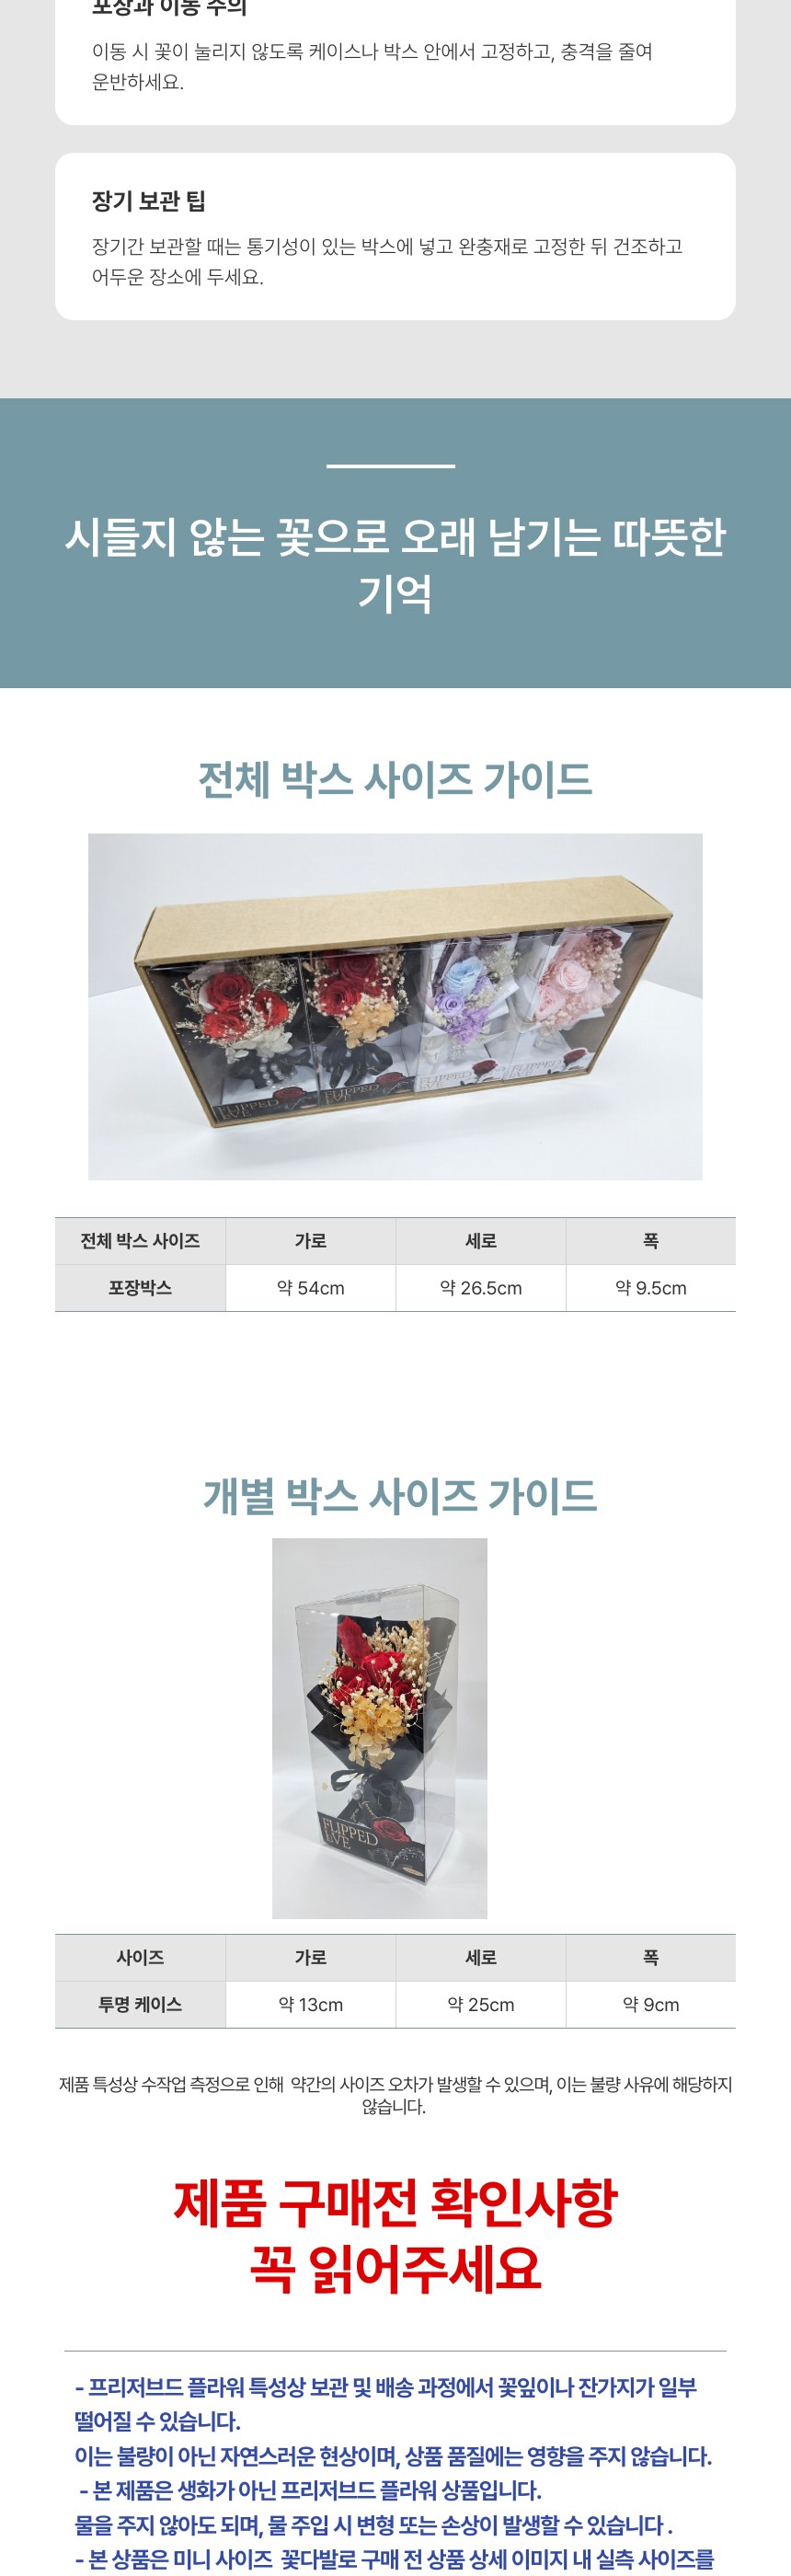 포장과 이동 주의
이동 시 꽃이 눌리지 않도록 케이스나 박스 안에서 고정하고, 충격을 줄여
운반하세요.
장기 보관 팁
장기간 보관할 때는 통기성이 있는 박스에 넣고 완충재로 고정한 뒤 건조하고
어두운 장소에 두세요.
시들지 않는 꽃으로 오래 남기는 따뜻한
기억
전체 박스 사이즈 가이드
FLIPPED EVE FLIPPED EVE FLIPPED EVE FLIPPED EVE
전체 박스 사이즈 가로 세로 폭
포장박스 약 54cm 약 26.5cm 약 9.5cm
개별 박스 사이즈 가이드
FLIPPED
EVE
사이즈 가로 세로 폭
투명 케이스 약 13cm 약 25cm 약 9cm
제품 특성상 수작업 측정으로 인해 약간의 사이즈 오차가 발생할 수 있으며, 이는 불량 사유에 해당하지
않습니다.
제품 구매전 확인사항
꼭 읽어주세요
- 프리저브드 플라워 특성상 보관 및 배송 과정에서 꽃잎이나 잔가지가 일부
떨어질 수 있습니다.
이는 불량이 아닌 자연스러운 현상이며, 상품 품질에는 영향을 주지 않습니다.
- 본 제품은 생화가 아닌 프리저브드 플라워 상품입니다.
물을 주지 않아도 되며, 물 주입 시 변형 또는 손상이 발생할 수 있습니다 .
- 본 상품은 미니 사이즈 꽃다발로 구매 전 상품 상세 이미지 내 실측 사이즈를